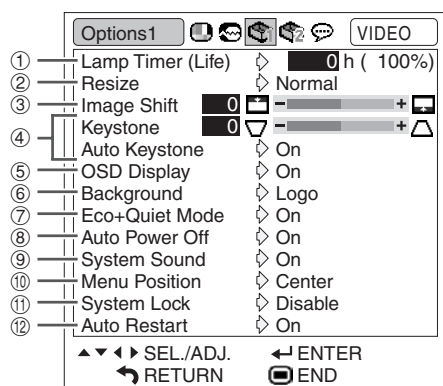 Options1 VIDEO
① Lamp Timer (Life) 0 h ( 100%)
② Resize Normal
③ Image Shift 0 - +
④ Keystone 0 - +
Auto Keystone On
⑤ OSD Display On
⑥ Background Logo
⑦ Eco+Quiet Mode On
⑧ Auto Power Off On
⑨ System Sound On
⑩ Menu Position Center
⑪ System Lock Disable
⑫ Auto Restart On
SEL./ADJ. ENTER
RETURN END